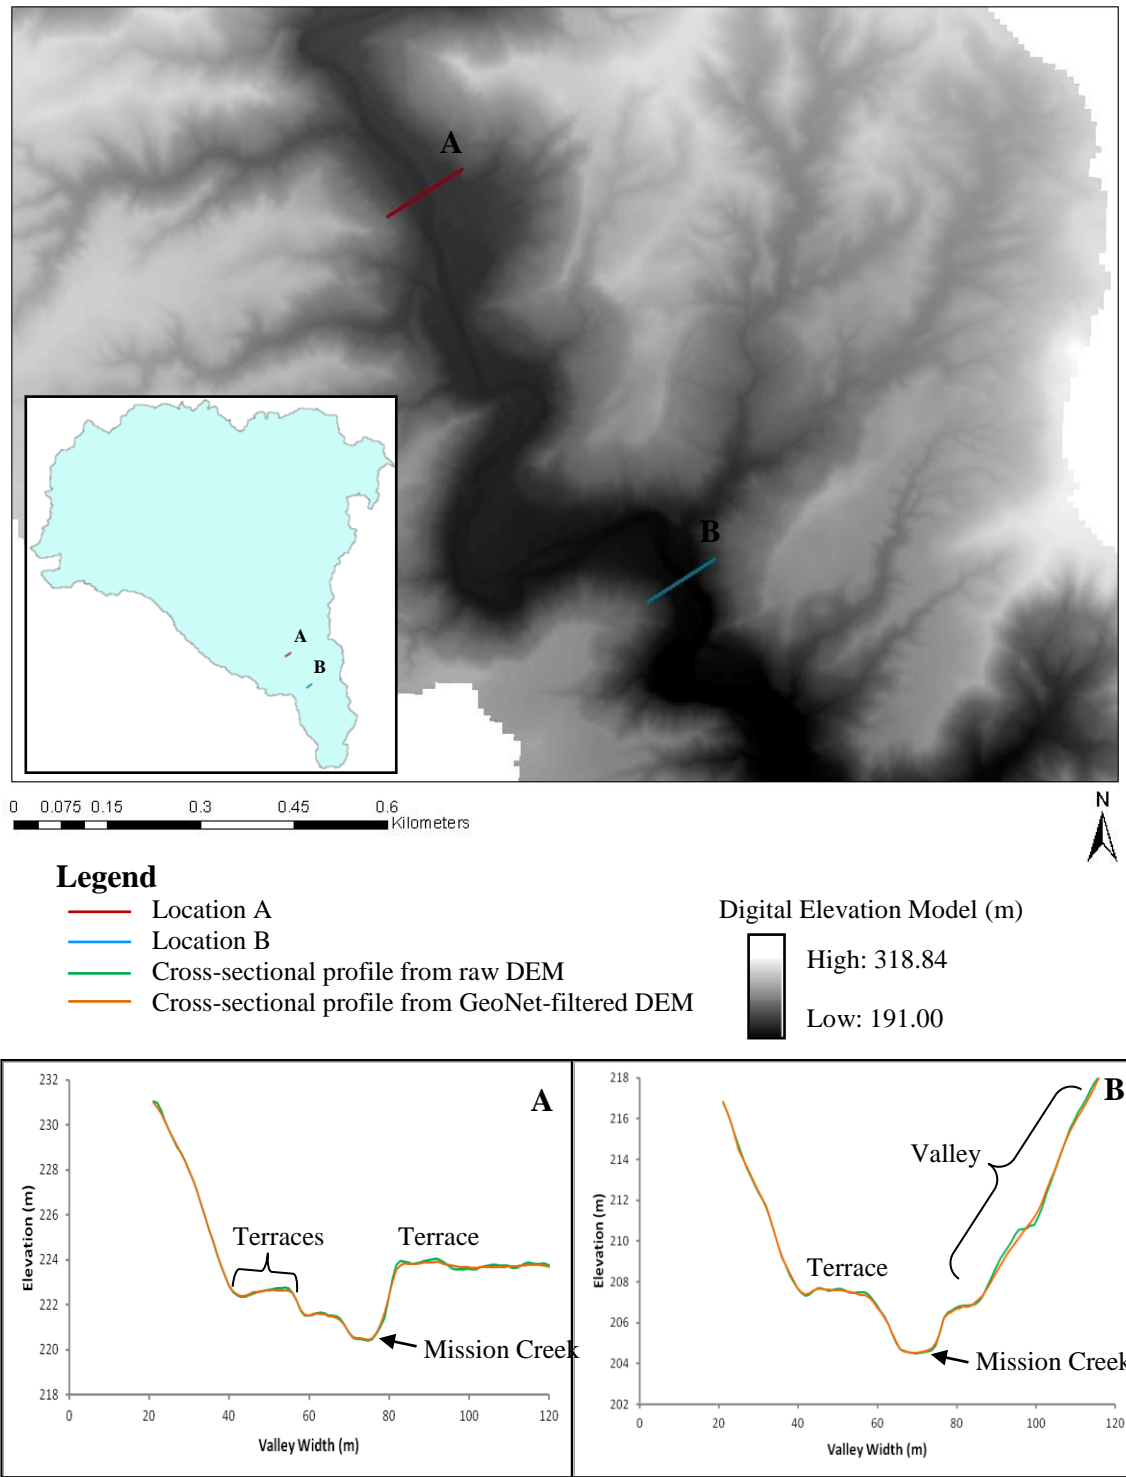 A
B
A
B
0 0.075 0.15 0.3 0.45 0.6
Kilometers
N
Legend
Location A
Location B
Cross-sectional profile from raw DEM
Cross-sectional profile from GeoNet-filtered DEM
Digital Elevation Model (m)
High: 318.84
Low: 191.00
A
232
230
228
226
224
222
220
218
Elevation (m)
Terraces
Terrace
Mission Creek
0 20 40 60 80 100 120
Valley Width (m)
B
218
216
214
212
210
208
206
204
202
Elevation (m)
Valley
Terrace
Mission Creek
0 20 40 60 80 100 120
Valley Width (m)